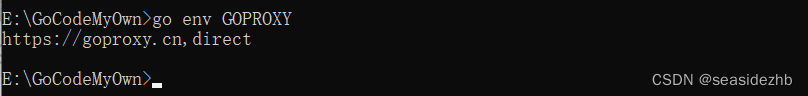 E:\GoCodeMyOwn>go env GOPROXY
https://goproxy.cn,direct
E:\GoCodeMyOwn>
CSDN @seasidezhb